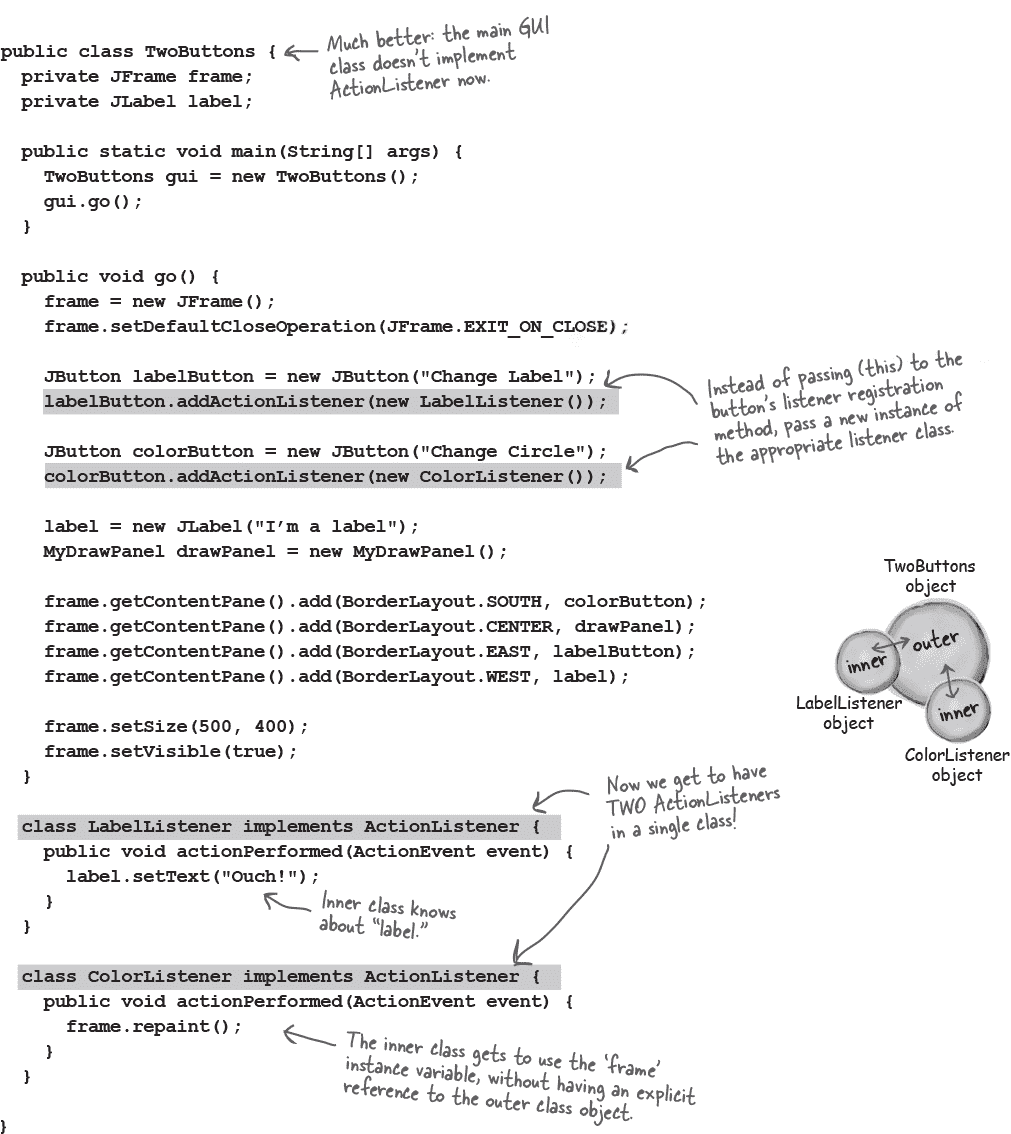 public class TwoButtons {
Much better: the main GUI
class doesn't implement
ActionListener now.
private JFrame frame;
private JLabel label;
public static void main(String[] args) {
TwoButtons gui = new TwoButtons();
gui.go();
}
public void go() {
frame = new JFrame();
frame.setDefaultCloseOperation(JFrame.EXIT_ON_CLOSE);
JButton labelButton = new JButton("Change Label");
labelButton.addActionListener(new LabelListener());
Instead of passing (this) to the
button's listener registration
method, pass a new instance of
the appropriate listener class.
JButton colorButton = new JButton("Change Circle");
colorButton.addActionListener(new ColorListener());
label = new JLabel("I'm a label");
MyDrawPanel drawPanel = new MyDrawPanel();
frame.getContentPane().add(BorderLayout.SOUTH, colorButton);
frame.getContentPane().add(BorderLayout.CENTER, drawPanel);
frame.getContentPane().add(BorderLayout.EAST, labelButton);
frame.getContentPane().add(BorderLayout.WEST, label);
TwoButtons
object
outer
inner
LabelListener
object
inner
ColorListener
object
frame.setSize(500, 400);
frame.setVisible(true);
}
Now we get to have
TWO ActionListeners
in a single class!
class LabelListener implements ActionListener {
public void actionPerformed(ActionEvent event) {
label.setText("Ouch!");
}
}
Inner class knows
about "label."
class ColorListener implements ActionListener {
public void actionPerformed(ActionEvent event) {
frame.repaint();
}
}
The inner class gets to use the 'frame'
instance variable, without having an explicit
reference to the outer class object.
}